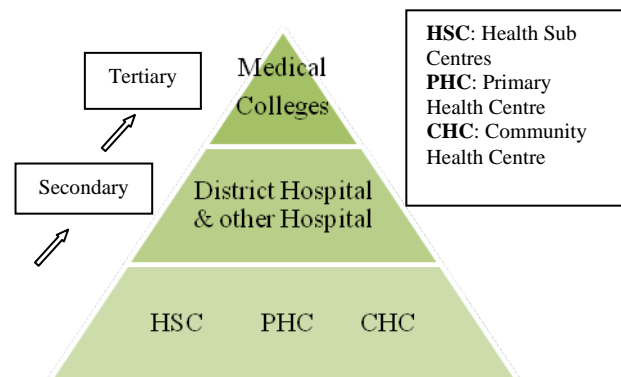 Tertiary
Medical
Colleges
HSC: Health Sub
Centres
PHC: Primary
Health Centre
CHC: Community
Health Centre
Secondary
District Hospital
& other Hospital
HSC PHC CHC